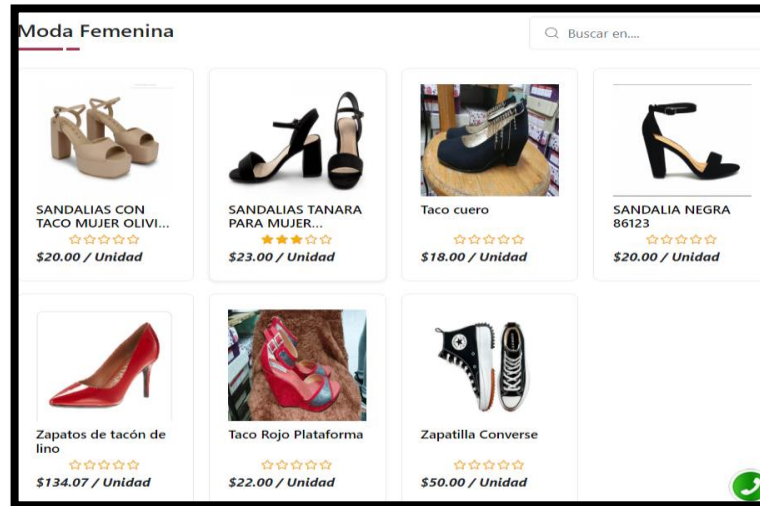 Moda Femenina
Buscar en....
SANDALIAS CON
TACO MUJER OLIVI...
$20.00 / Unidad
SANDALIAS TANARA
PARA MUJER...
$23.00 / Unidad
Taco cuero
$18.00 / Unidad
SANDALIA NEGRA
86123
$20.00 / Unidad
Zapatos de tacón de
lino
$134.07 / Unidad
Taco Rojo Plataforma
$22.00 / Unidad
Zapatilla Converse
$50.00 / Unidad